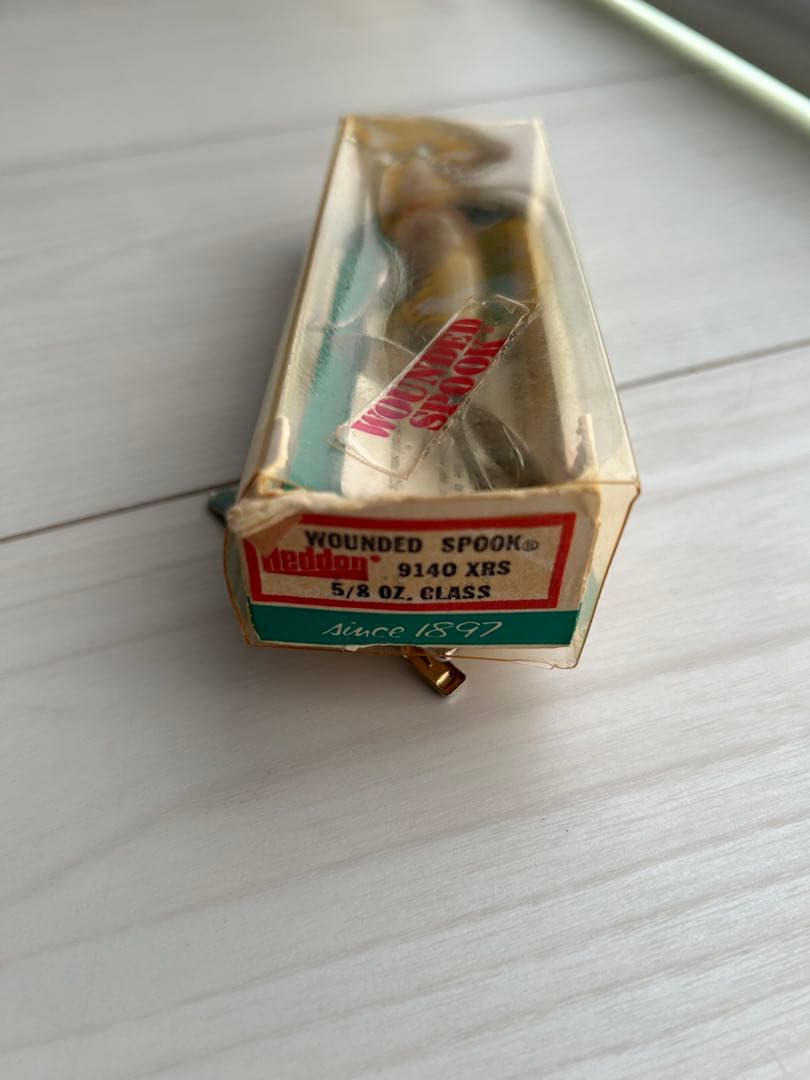 WOUNDED
SPOOK
WOUNDED SPOOK®
Heddon® 9140 XRS
5/8 OZ. CLASS
since 1897